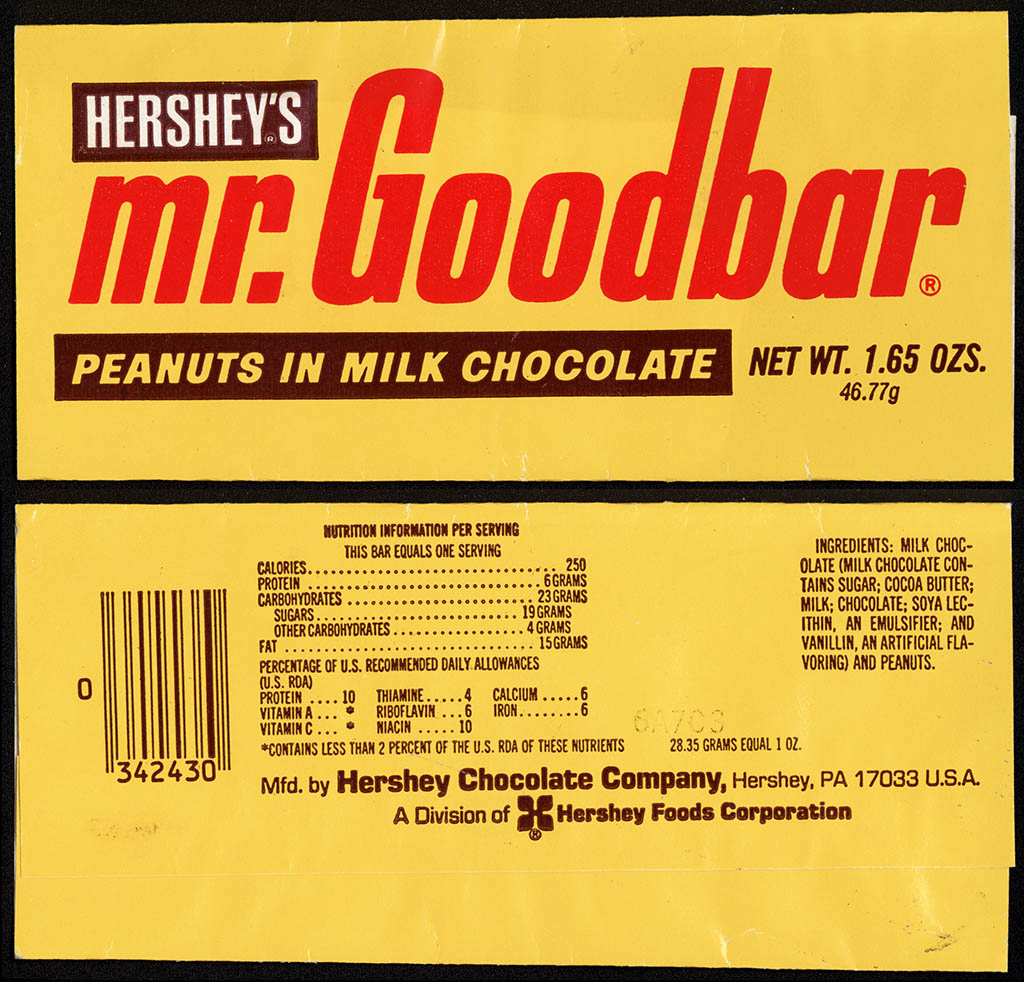 HERSHEY'S®
mr. Goodbar®
PEANUTS IN MILK CHOCOLATE
NET WT. 1.65 OZS.
46.77g
NUTRITION INFORMATION PER SERVING
THIS BAR EQUALS ONE SERVING
CALORIES........................................ 250
PROTEIN ........................................ 6 GRAMS
CARBOHYDRATES .............................. 23 GRAMS
SUGARS.............................. 19 GRAMS
OTHER CARBOHYDRATES .................. 4 GRAMS
FAT ........................................ 15 GRAMS
PERCENTAGE OF U.S. RECOMMENDED DAILY ALLOWANCES
(U.S. RDA)
PROTEIN .... 10 THIAMINE.....4 CALCIUM .....6
VITAMIN A ... * RIBOFLAVIN ...6 IRON........6
VITAMIN C ... * NIACIN ..... 10
*CONTAINS LESS THAN 2 PERCENT OF THE U.S. RDA OF THESE NUTRIENTS
INGREDIENTS: MILK CHOC-
OLATE (MILK CHOCOLATE CON-
TAINS SUGAR; COCOA BUTTER;
MILK; CHOCOLATE; SOYA LEC-
ITHIN, AN EMULSIFIER; AND
VANILLIN, AN ARTIFICIAL FLA-
VORING) AND PEANUTS.
6A7C3
28.35 GRAMS EQUAL 1 OZ.
0
342430
Mfd. by Hershey Chocolate Company, Hershey, PA 17033 U.S.A.
A Division of ® Hershey Foods Corporation